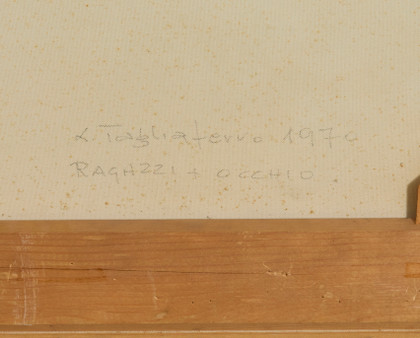 L. Tagliaferro 1970
RAGAZZI + OCCHIO